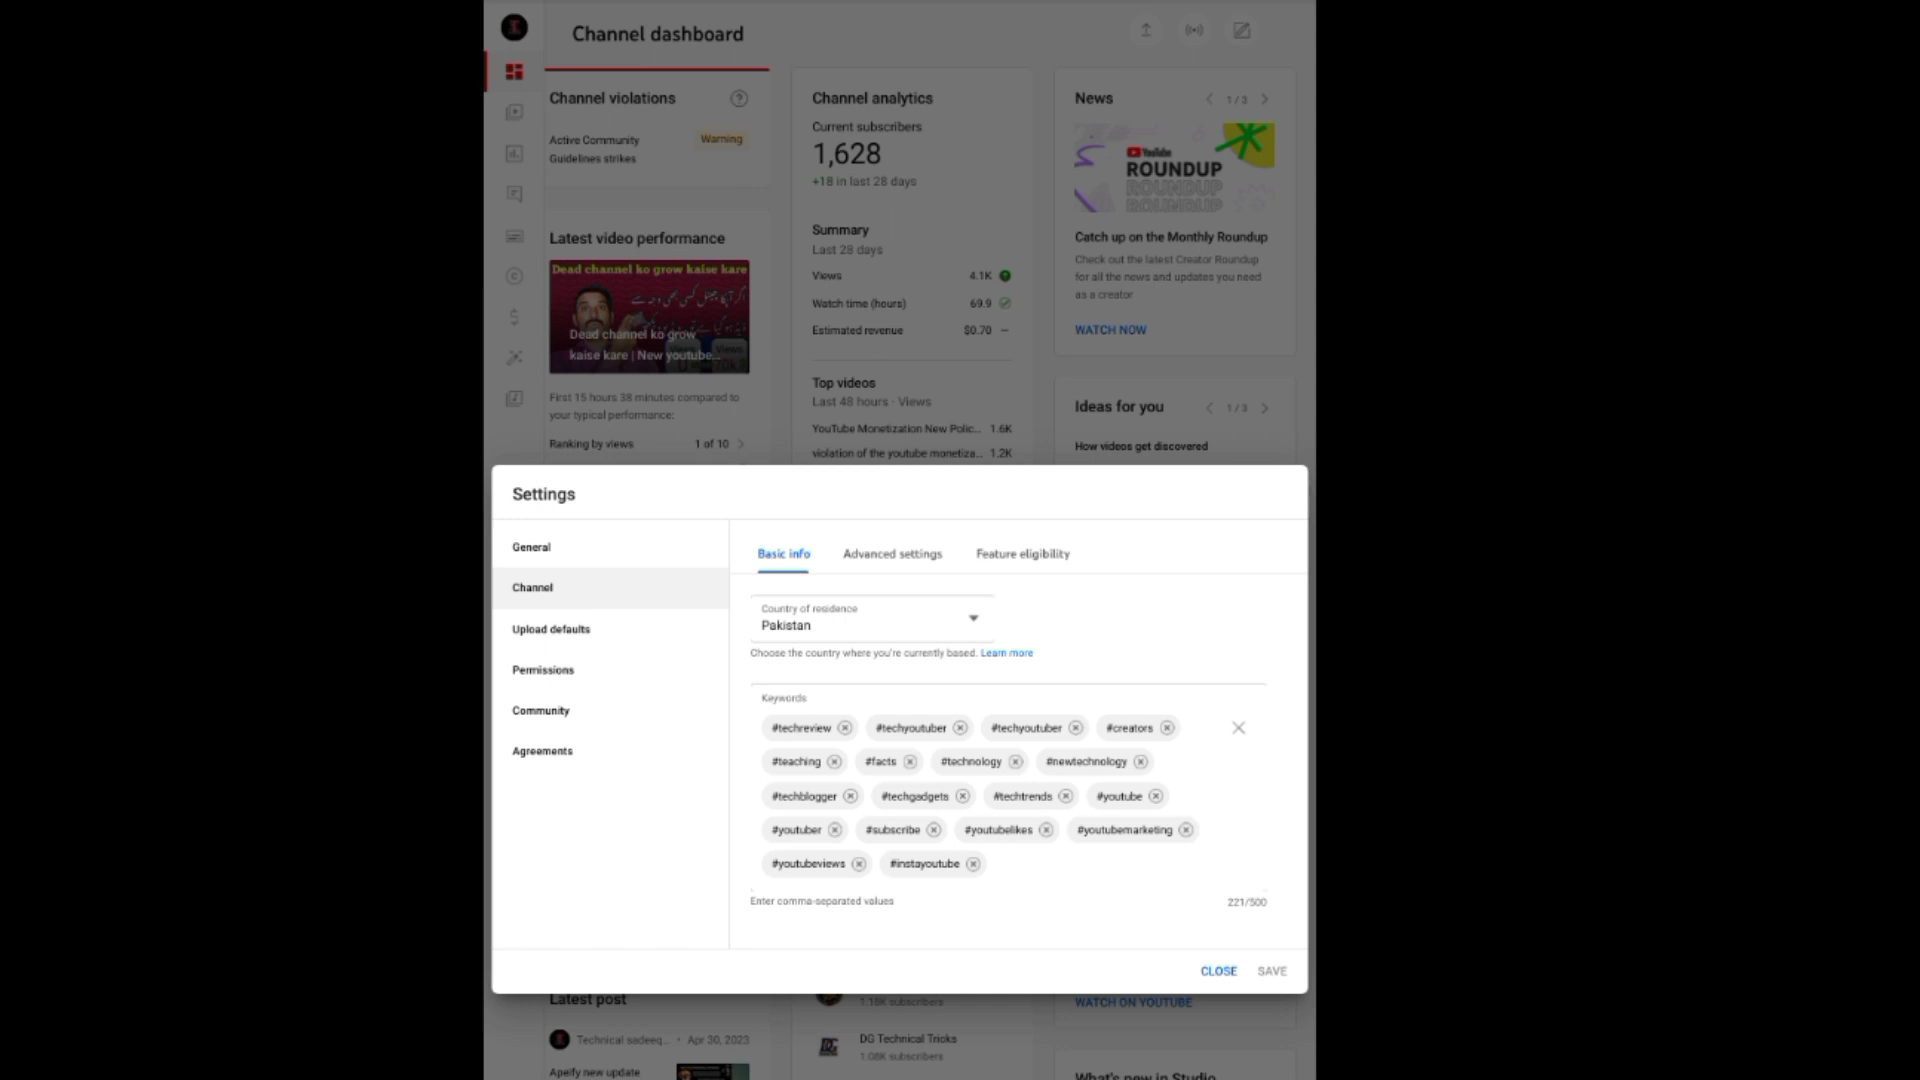 Channel dashboard
Channel violations
Active Community
Guidelines strikes
Warning
Latest video performance
Dead channel ko grow kaise kare
Dead channel ko grow
kaise kare | New youtube...
First 15 hours 38 minutes compared to
your typical performance:
Ranking by views 1 of 10
Channel analytics
Current subscribers
1,628
+18 in last 28 days
Summary
Last 28 days
Views 4.1K
Watch time (hours) 69.9
Estimated revenue $0.70 —
Top videos
Last 48 hours · Views
YouTube Monetization New Polic... 1.6K
violation of the youtube monetiza... 1.2K
News 1 / 3
YouTube
ROUNDUP
ROUNDUP
ROUNDUP
Catch up on the Monthly Roundup
Check out the latest Creator Roundup
for all the news and updates you need
as a creator
WATCH NOW
Ideas for you 1 / 3
How videos get discovered
Settings
General
Channel
Upload defaults
Permissions
Community
Agreements
Basic info Advanced settings Feature eligibility
Country of residence
Pakistan
Choose the country where you're currently based. Learn more
Keywords
#techreview #techyoutuber #techyoutuber #creators
#teaching #facts #technology #newtechnology
#techblogger #techgadgets #techtrends #youtube
#youtuber #subscribe #youtubelikes #youtubemarketing
#youtubeviews #instayoutube
Enter comma-separated values 221/500
CLOSE SAVE
Latest post
Technical sadeeq... • Apr 30, 2023
Apeify new update
1.18K subscribers
DG Technical Tricks
1.08K subscribers
WATCH ON YOUTUBE
What's new in Studio